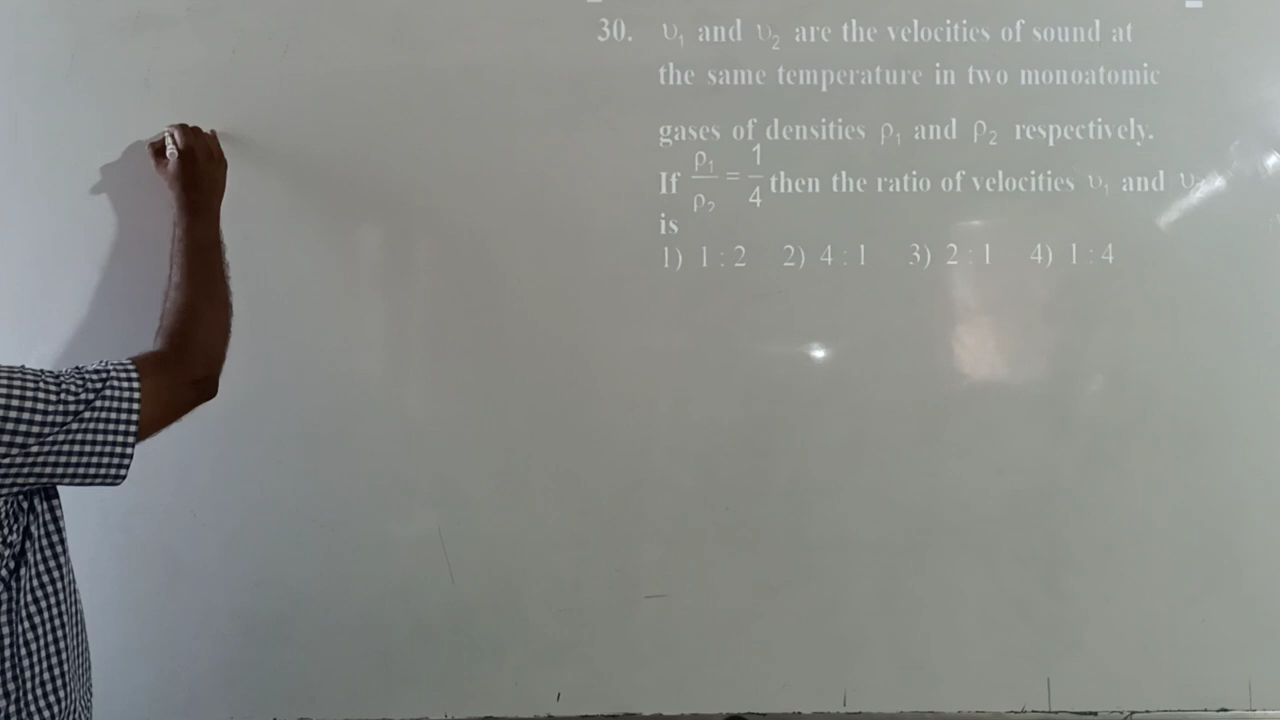 30. υ₁ and υ₂ are the velocities of sound at
the same temperature in two monoatomic
gases of densities ρ₁ and ρ₂ respectively.
If ρ₁/ρ₂ = 1/4 then the ratio of velocities υ₁ and υ
is
1) 1 : 2 2) 4 : 1 3) 2 : 1 4) 1 : 4